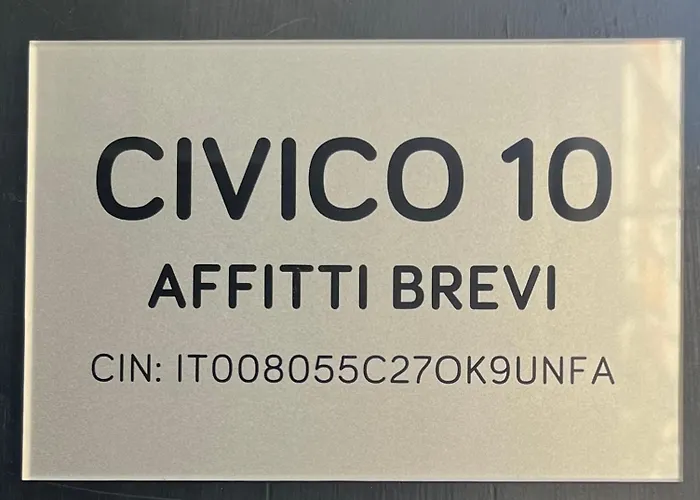 CIVICO 10
AFFITTI BREVI
CIN: IT008055C27OK9UNFA